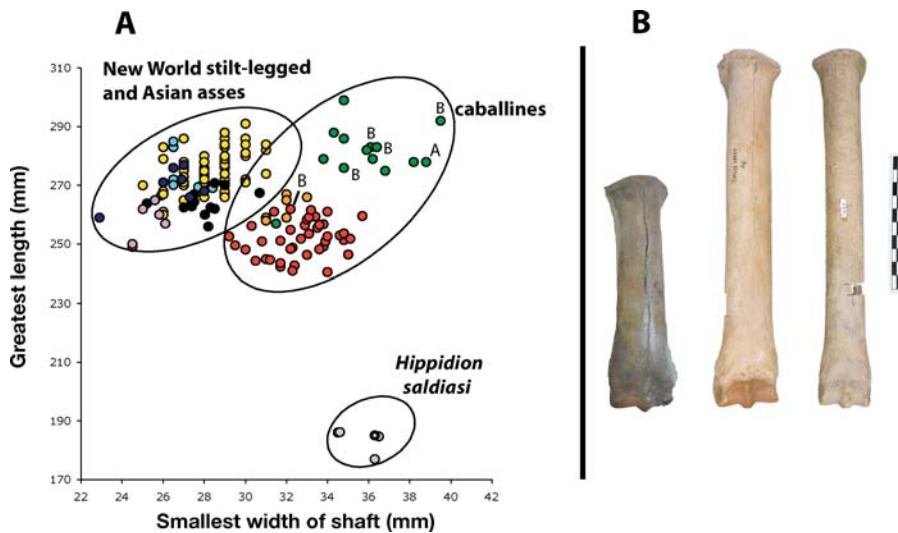 A
B
New World stilt-legged
and Asian asses
caballines
B
B
A
B
B
Hippidion
saldiasi
310
290
270
250
230
210
190
170
22
24
26
28
30
32
34
36
38
40
42
Greatest length (mm)
Smallest width of shaft (mm)